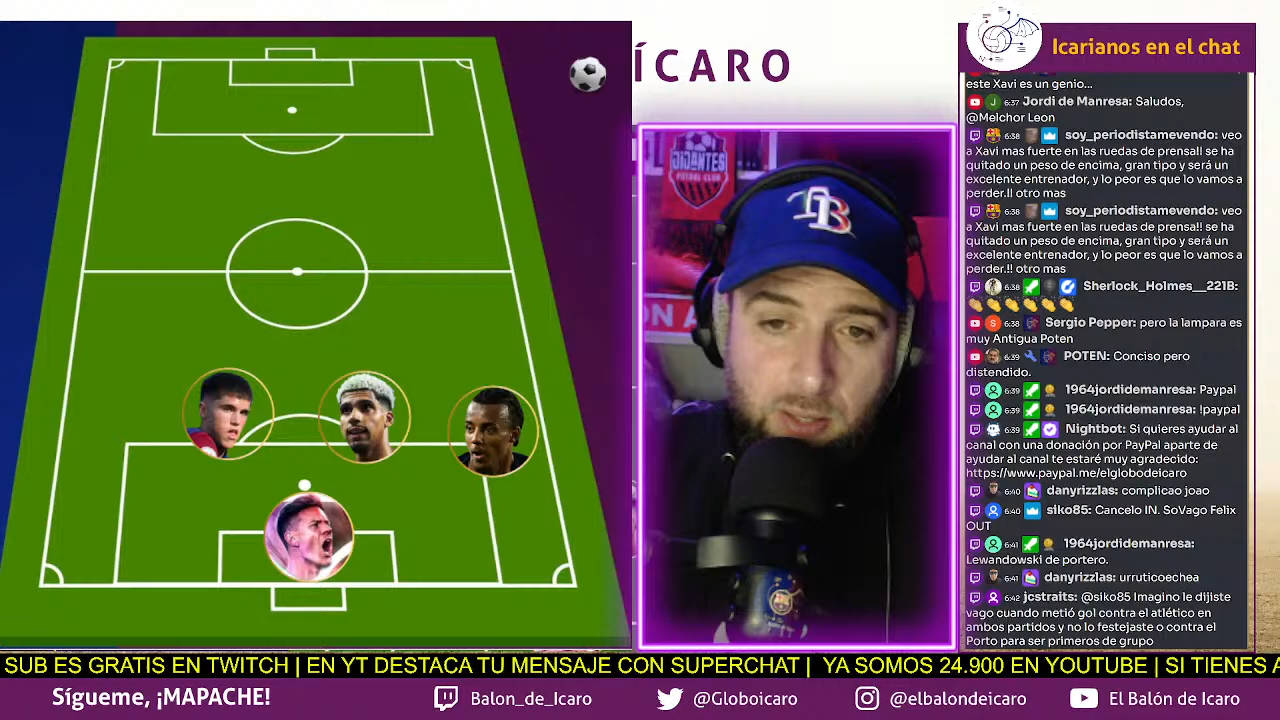 ÍCARO
GIGANTES
FÚTBOL CLUB
TB
Icarianos en el chat
este Xavi es un genio...
J 6:37 Jordi de Manresa: Saludos,
@Melchor Leon
6:38 soy_periodistamevendo: veo
a Xavi mas fuerte en las ruedas de prensa!! se ha
quitado un peso de encima, gran tipo y será un
excelente entrenador, y lo peor es que lo vamos a
perder.!! otro mas
6:38 soy_periodistamevendo: veo
a Xavi mas fuerte en las ruedas de prensa!! se ha
quitado un peso de encima, gran tipo y será un
excelente entrenador, y lo peor es que lo vamos a
perder.!! otro mas
6:38 Sherlock_Holmes__221B:
👏👏👏👏👏👏
S 6:38 Sergio Pepper: pero la lampara es
muy Antigua Poten
6:39 POTEN: Conciso pero
distendido.
6:39 1964jordidemanresa: Paypal
6:39 1964jordidemanresa: !paypal
6:39 Nightbot: Si quieres ayudar al
canal con una donación por PayPal aparte de
ayudar al canal te estaré muy agradecido:
https://www.paypal.me/elglobodeicaro
6:40 danyrizzlas: complicao joao
6:40 siko85: Cancelo IN. SoVago Felix
OUT
6:41 1964jordidemanresa:
Lewandowski de portero.
6:41 danyrizzlas: urruticoechea
6:42 jcstraits: @siko85 Imagino le dijiste
vago cuando metió gol contra el atlético en
ambos partidos y no lo festejaste o contra el
Porto para ser primeros de grupo
SUB ES GRATIS EN TWITCH | EN YT DESTACA TU MENSAJE CON SUPERCHAT | YA SOMOS 24.900 EN YOUTUBE | SI TIENES A
Sígueme, ¡MAPACHE!
Balon_de_Icaro
@Globoicaro
@elbalondeicaro
El Balón de Icaro